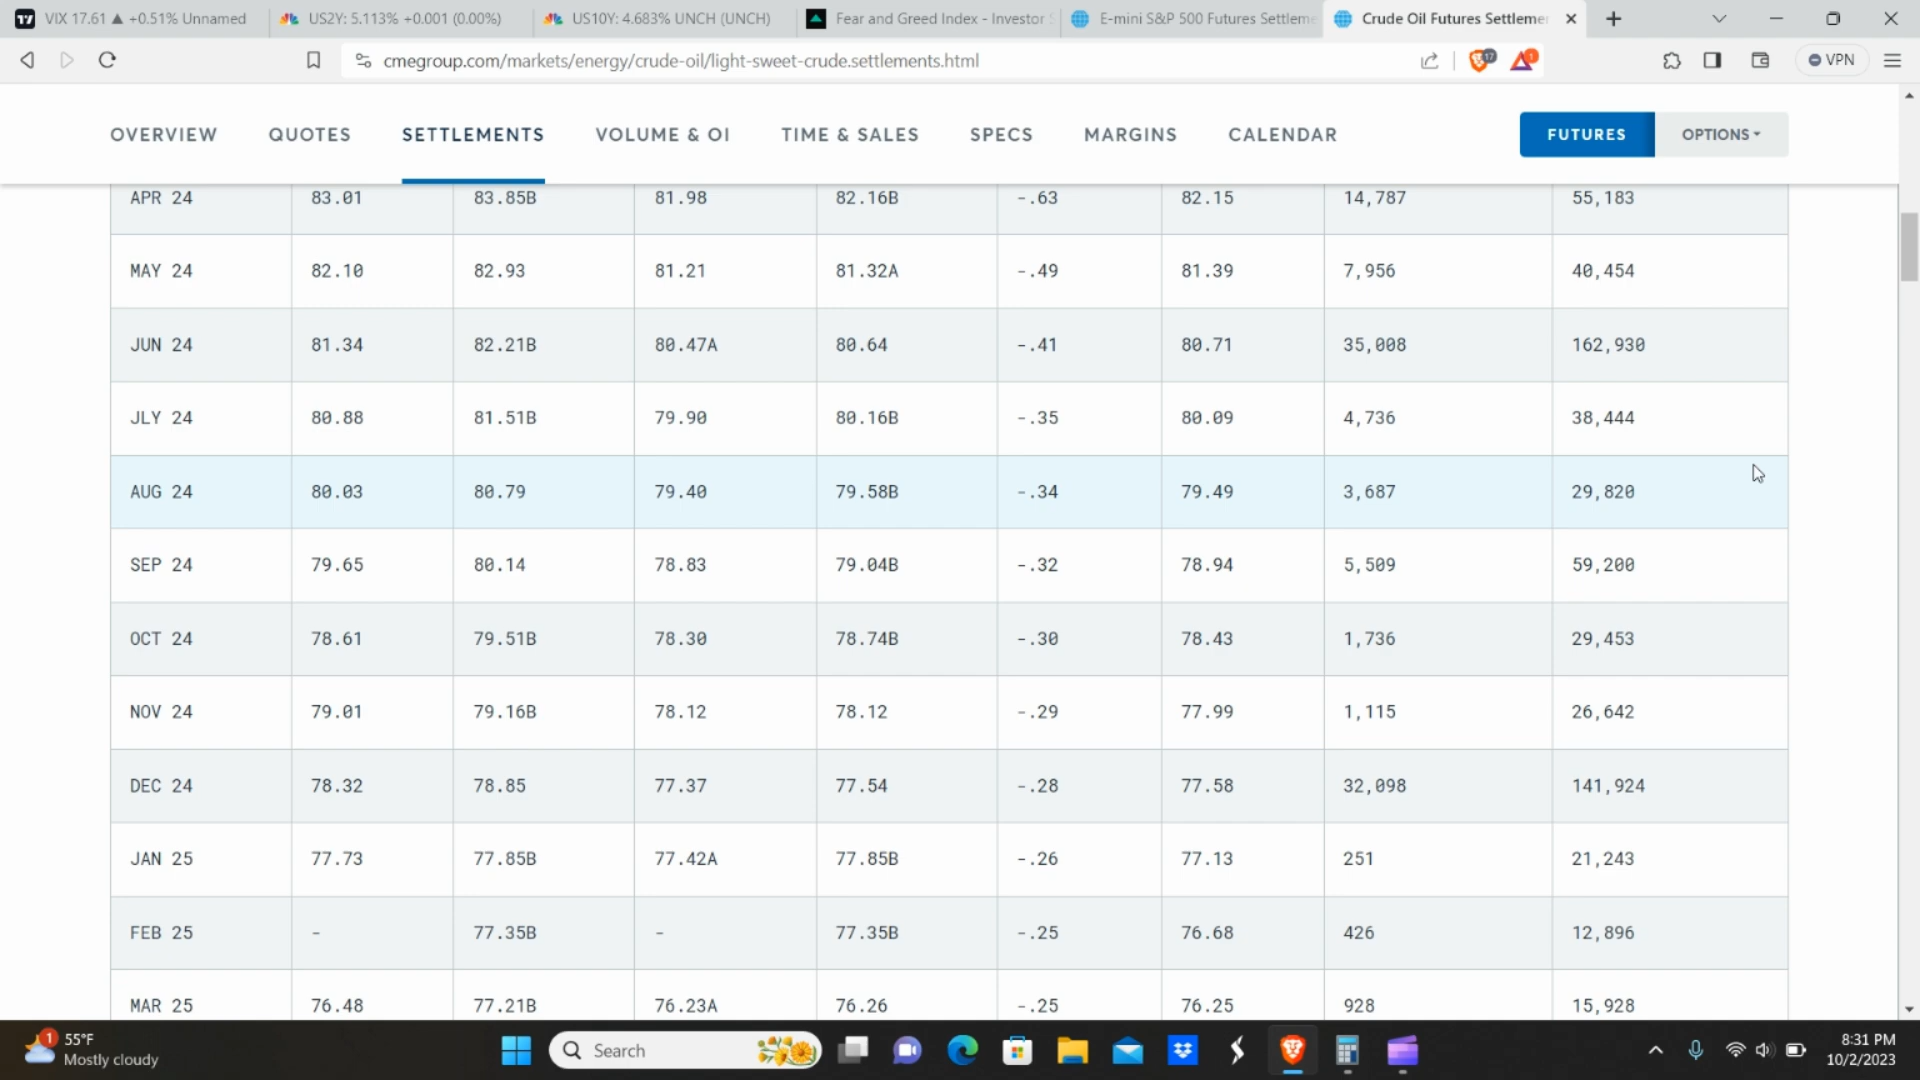 VIX 17.61 ▲ +0.51% Unnamed
US2Y: 5.113% +0.001 (0.00%)
US10Y: 4.683% UNCH (UNCH)
Fear and Greed Index - Investor S
E-mini S&P 500 Futures Settleme
Crude Oil Futures Settlemen
cmegroup.com/markets/energy/crude-oil/light-sweet-crude.settlements.html
17
1
VPN
OVERVIEW QUOTES SETTLEMENTS VOLUME & OI TIME & SALES SPECS MARGINS CALENDAR FUTURES OPTIONS
APR 24 83.01 83.85B 81.98 82.16B -.63 82.15 14,787 55,183
MAY 24 82.10 82.93 81.21 81.32A -.49 81.39 7,956 40,454
JUN 24 81.34 82.21B 80.47A 80.64 -.41 80.71 35,008 162,930
JLY 24 80.88 81.51B 79.90 80.16B -.35 80.09 4,736 38,444
AUG 24 80.03 80.79 79.40 79.58B -.34 79.49 3,687 29,820
SEP 24 79.65 80.14 78.83 79.04B -.32 78.94 5,509 59,200
OCT 24 78.61 79.51B 78.30 78.74B -.30 78.43 1,736 29,453
NOV 24 79.01 79.16B 78.12 78.12 -.29 77.99 1,115 26,642
DEC 24 78.32 78.85 77.37 77.54 -.28 77.58 32,098 141,924
JAN 25 77.73 77.85B 77.42A 77.85B -.26 77.13 251 21,243
FEB 25 - 77.35B - 77.35B -.25 76.68 426 12,896
MAR 25 76.48 77.21B 76.23A 76.26 -.25 76.25 928 15,928
1
55°F
Mostly cloudy
Search
8:31 PM
10/2/2023